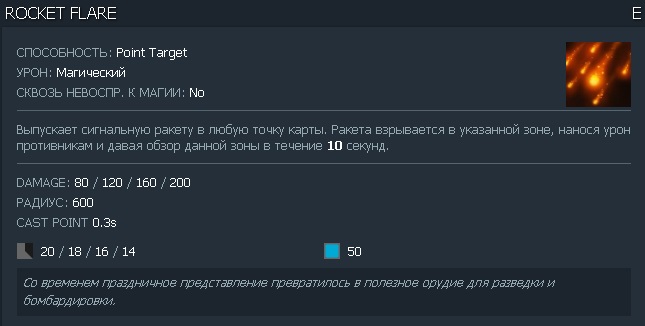 ROCKET FLARE E
СПОСОБНОСТЬ: Point Target
УРОН: Магический
СКВОЗЬ НЕВОСПР. К МАГИИ: No
Выпускает сигнальную ракету в любую точку карты. Ракета взрывается в указанной зоне, нанося урон
противникам и давая обзор данной зоны в течение 10 секунд.
DAMAGE: 80 / 120 / 160 / 200
РАДИУС: 600
CAST POINT 0.3s
20 / 18 / 16 / 14 50
Со временем праздничное представление превратилось в полезное орудие для разведки и
бомбардировки.